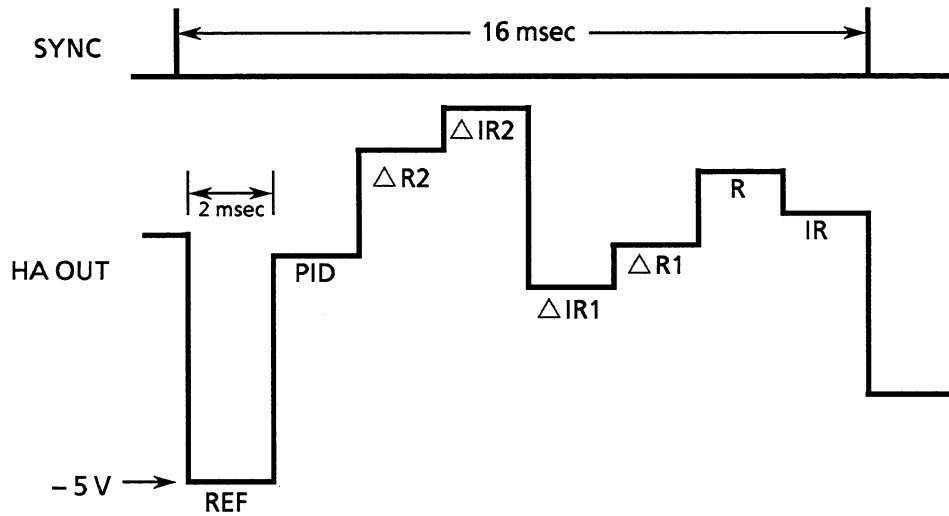 16 msec
SYNC
△ IR2
△ R2
R
2 msec
IR
HA OUT
PID
△ R1
△ IR1
– 5 V
REF